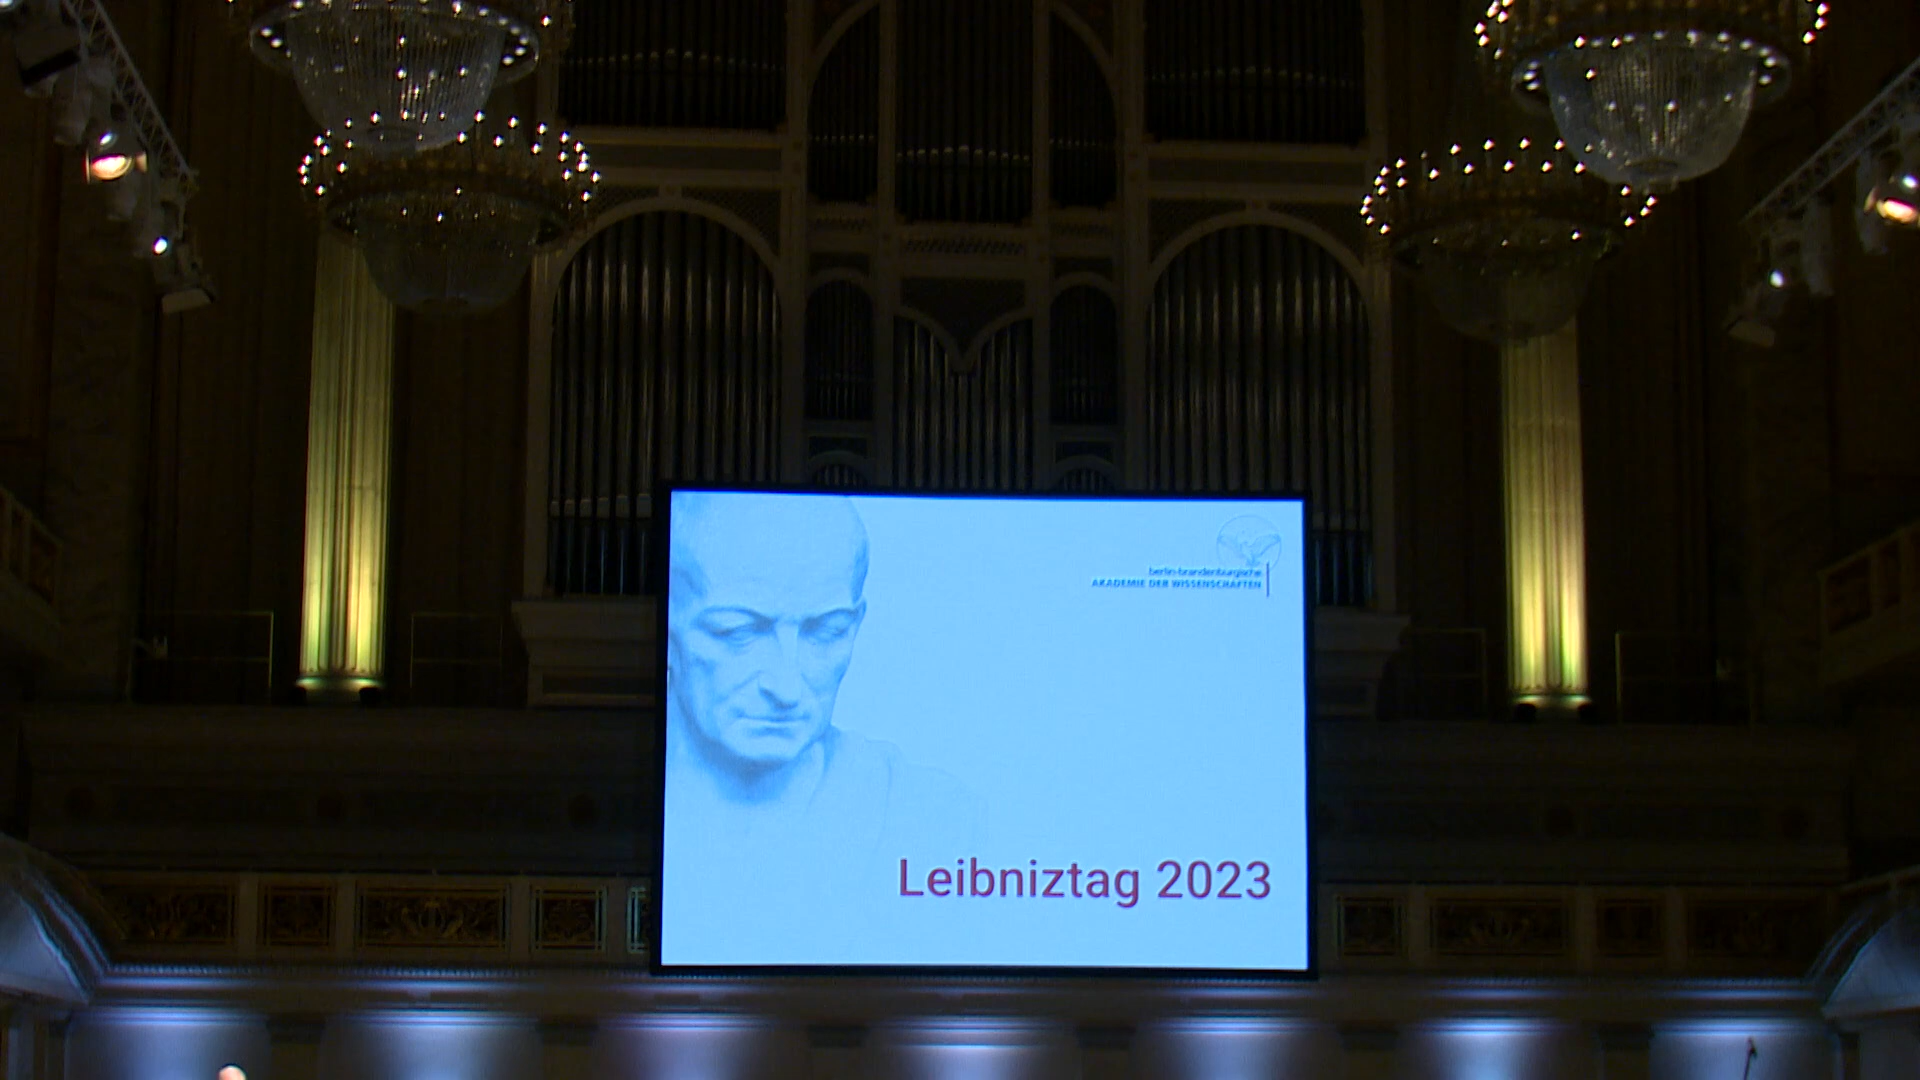 berlin-brandenburgische
AKADEMIE DER WISSENSCHAFTEN
Leibniztag 2023